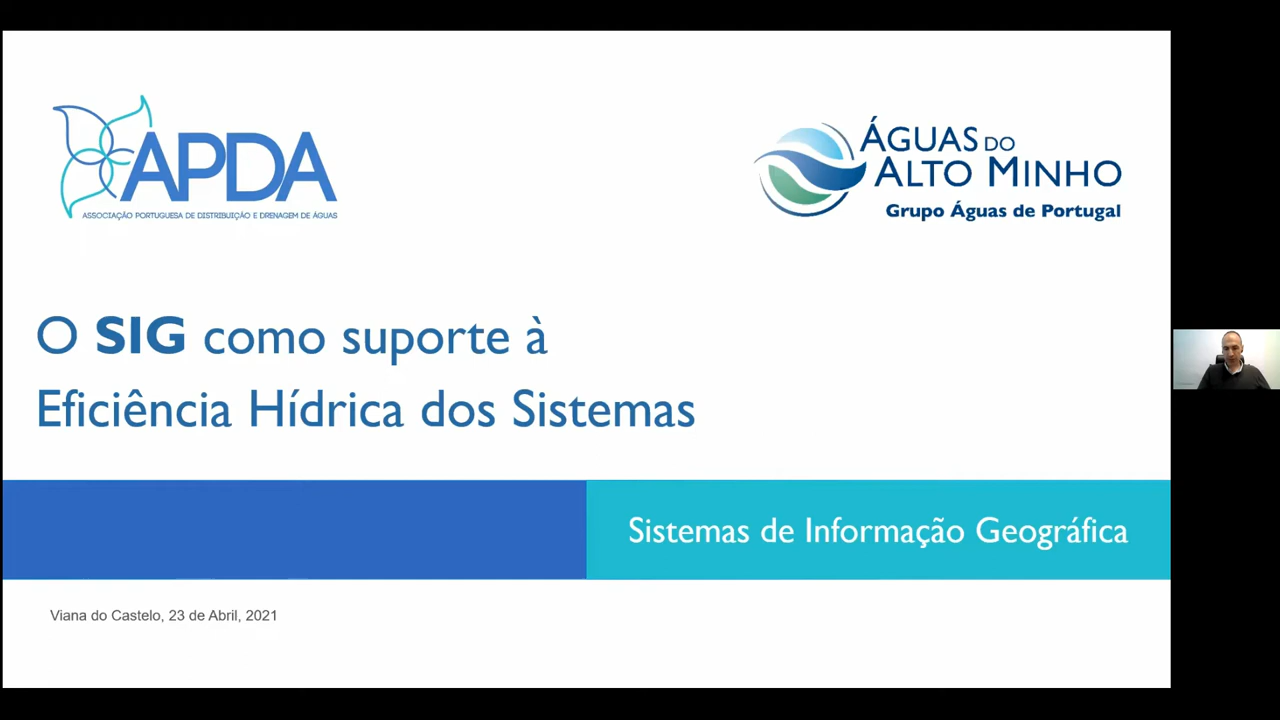 APDA
ASSOCIAÇÃO PORTUGUESA DE DISTRIBUIÇÃO E DRENAGEM DE ÁGUAS
ÁGUAS DO
ALTO MINHO
Grupo Águas de Portugal
O SIG como suporte à
Eficiência Hídrica dos Sistemas
Sistemas de Informação Geográfica
Viana do Castelo, 23 de Abril, 2021